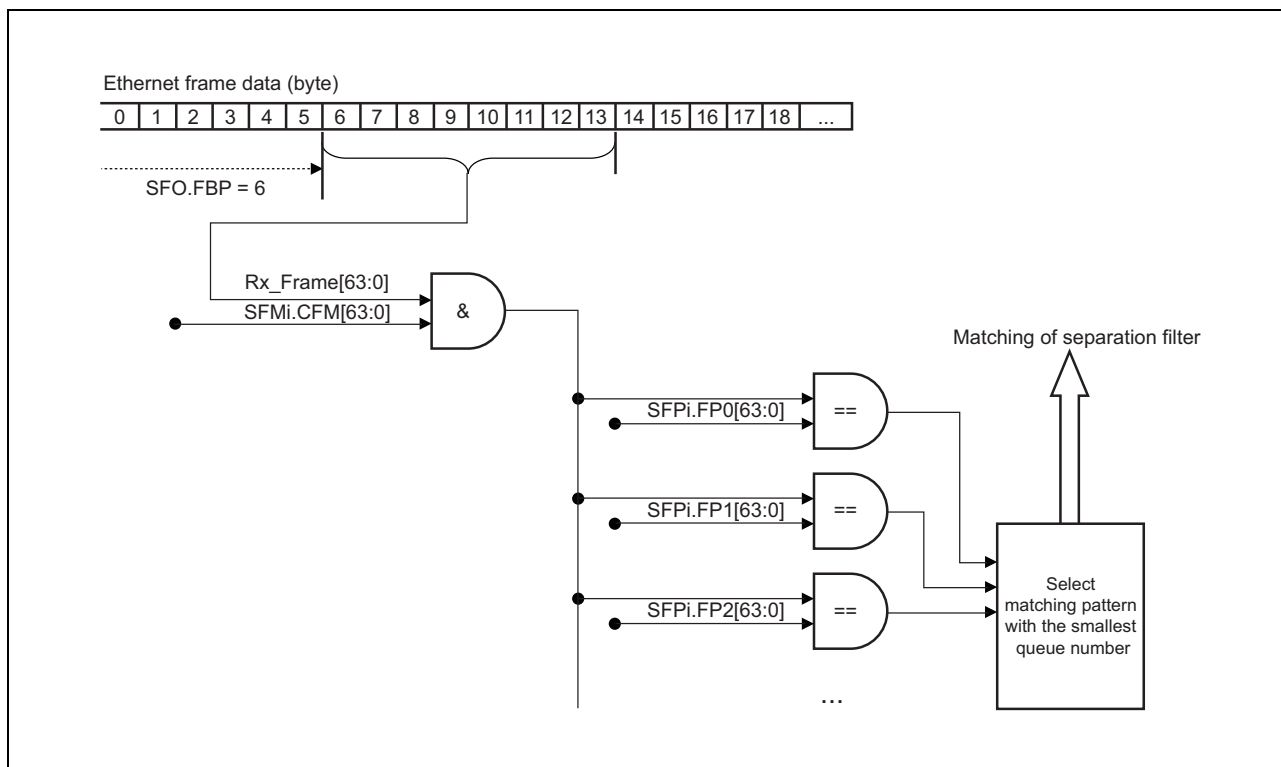 Ethernet frame data (byte)
0 1 2 3 4 5 6 7 8 9 10 11 12 13 14 15 16 17 18 ...
SFO.FBP = 6
Rx_Frame[63:0]
SFMi.CFM[63:0]
&
Matching of separation filter
SFPi.FP0[63:0]
==
SFPi.FP1[63:0]
==
SFPi.FP2[63:0]
==
Select
matching pattern
with the smallest
queue number
...